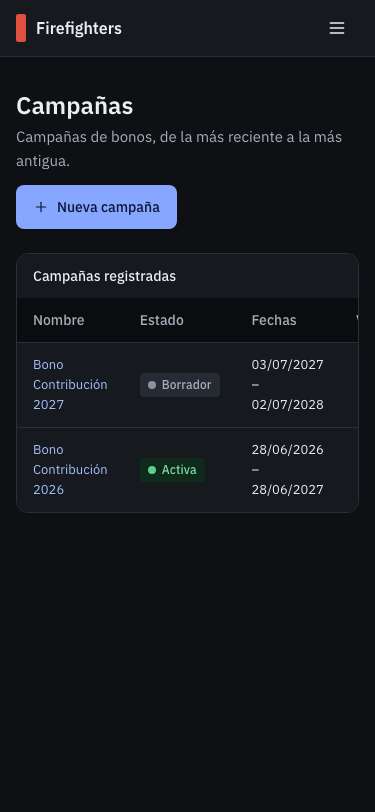 Firefighters
Campañas
Campañas de bonos, de la más reciente a la más
antigua.
+ Nueva campaña
Campañas registradas
Nombre Estado Fechas
Bono
Contribución
2027
Borrador
03/07/2027
–
02/07/2028
Bono
Contribución
2026
Activa
28/06/2026
–
28/06/2027